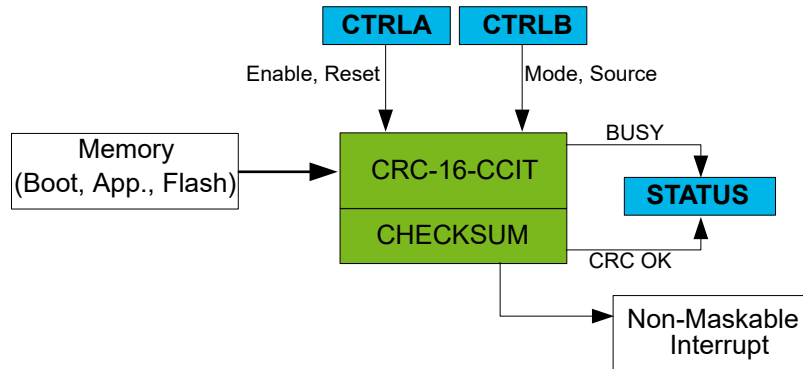 CTRLA
CTRLB
Enable, Reset
Mode, Source
Memory
(Boot, App., Flash)
CRC-16-CCIT
BUSY
STATUS
CHECKSUM
CRC OK
Non-Maskable
Interrupt